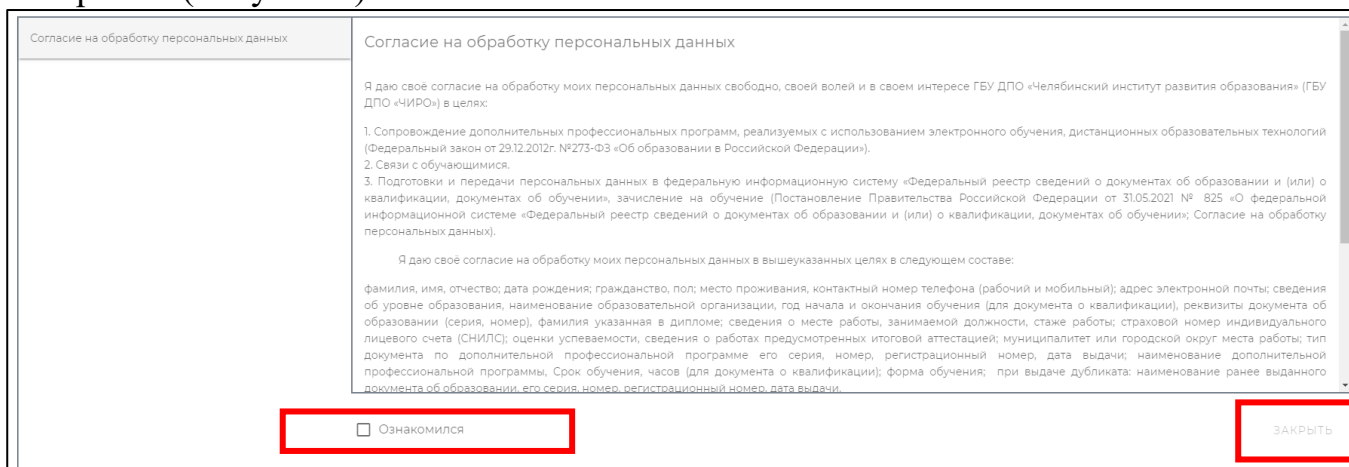 Согласие на обработку персональных данных
Согласие на обработку персональных данных
Я даю своё согласие на обработку моих персональных данных свободно, своей волей и в своем интересе ГБУ ДПО «Челябинский институт развития образования» (ГБУ
ДПО «ЧИРО») в целях:
1. Сопровождение дополнительных профессиональных программ, реализуемых с использованием электронного обучения, дистанционных образовательных технологий
(Федеральный закон от 29.12.2012г. №273-ФЗ «Об образовании в Российской Федерации»).
2. Связи с обучающимися.
3. Подготовки и передачи персональных данных в федеральную информационную систему «Федеральный реестр сведений о документах об образовании и (или) о
квалификации, документах об обучении», зачисление на обучение (Постановление Правительства Российской Федерации от 31.05.2021 № 825 «О федеральной
информационной системе «Федеральный реестр сведений о документах об образовании и (или) о квалификации, документах об обучении»; Согласие на обработку
персональных данных).
Я даю своё согласие на обработку моих персональных данных в вышеуказанных целях в следующем составе:
фамилия, имя, отчество; дата рождения; гражданство, пол; место проживания, контактный номер телефона (рабочий и мобильный); адрес электронной почты; сведения
об уровне образования, наименование образовательной организации, год начала и окончания обучения (для документа о квалификации), реквизиты документа об
образовании (серия, номер), фамилия указанная в дипломе; сведения о месте работы, занимаемой должности, стаже работы; страховой номер индивидуального
лицевого счета (СНИЛС); оценки успеваемости, сведения о работах предусмотренных итоговой аттестацией; муниципалитет или городской округ места работы; тип
документа по дополнительной профессиональной программе его серия, номер, регистрационный номер, дата выдачи; наименование дополнительной
профессиональной программы, Срок обучения, часов (для документа о квалификации); форма обучения; при выдаче дубликата: наименование ранее выданного
документа об образовании, его серия, номер, регистрационный номер, дата выдачи.
Ознакомился
ЗАКРЫТЬ